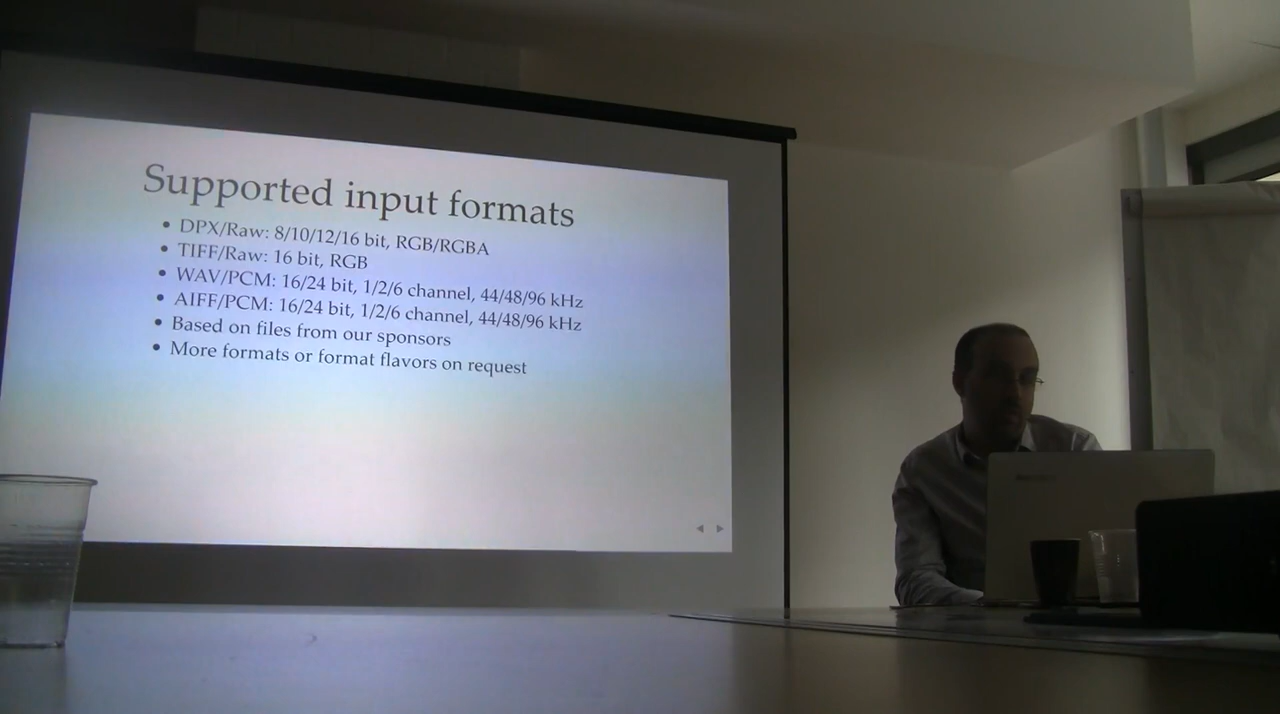 Supported input formats
• DPX/Raw: 8/10/12/16 bit, RGB/RGBA
• TIFF/Raw: 16 bit, RGB
• WAV/PCM: 16/24 bit, 1/2/6 channel, 44/48/96 kHz
• AIFF/PCM: 16/24 bit, 1/2/6 channel, 44/48/96 kHz
• Based on files from our sponsors
• More formats or format flavors on request